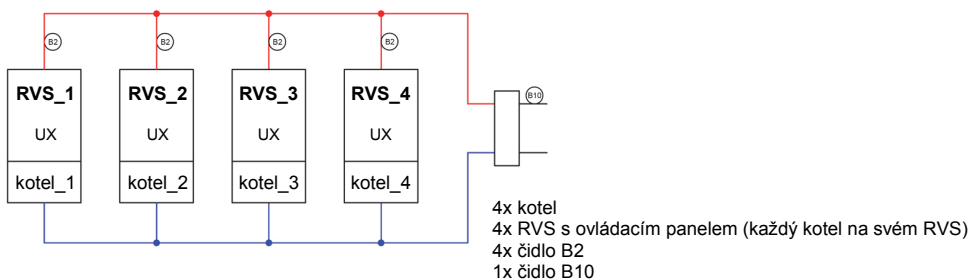 B2 B2 B2 B2
RVS_1 RVS_2 RVS_3 RVS_4
B10
UX UX UX UX
kotel_1 kotel_2 kotel_3 kotel_4
4x kotel
4x RVS s ovládacím panelem (každý kotel na svém RVS)
4x čidlo B2
1x čidlo B10